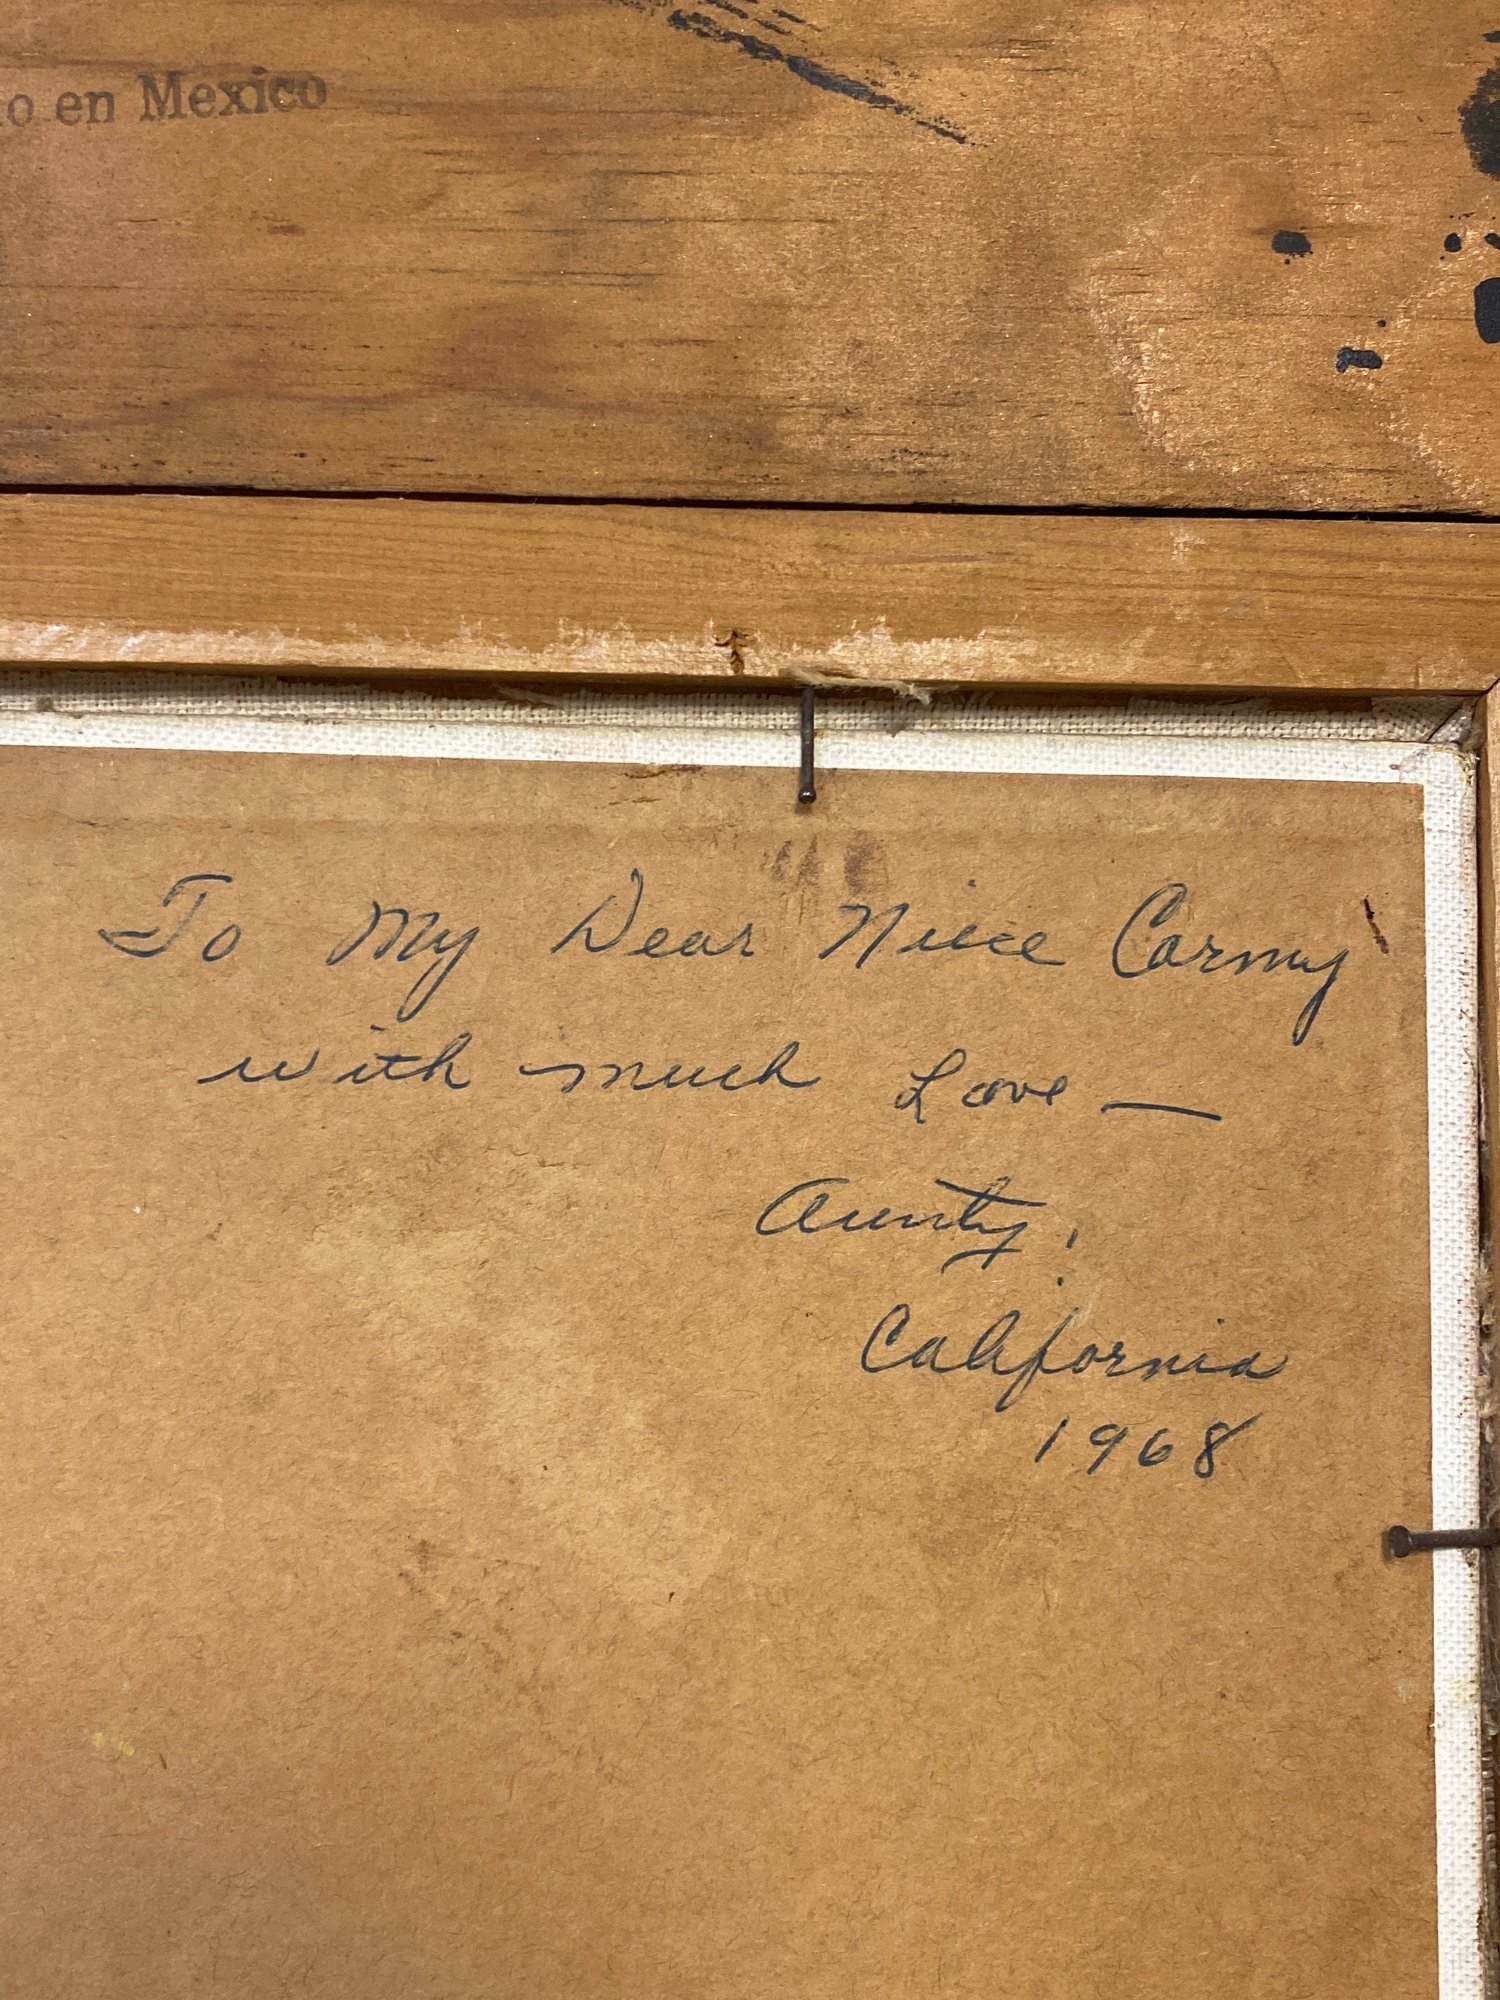 o en Mexico
To My Dear Niece Carmy
with much Love —
Aunty,
California
1968